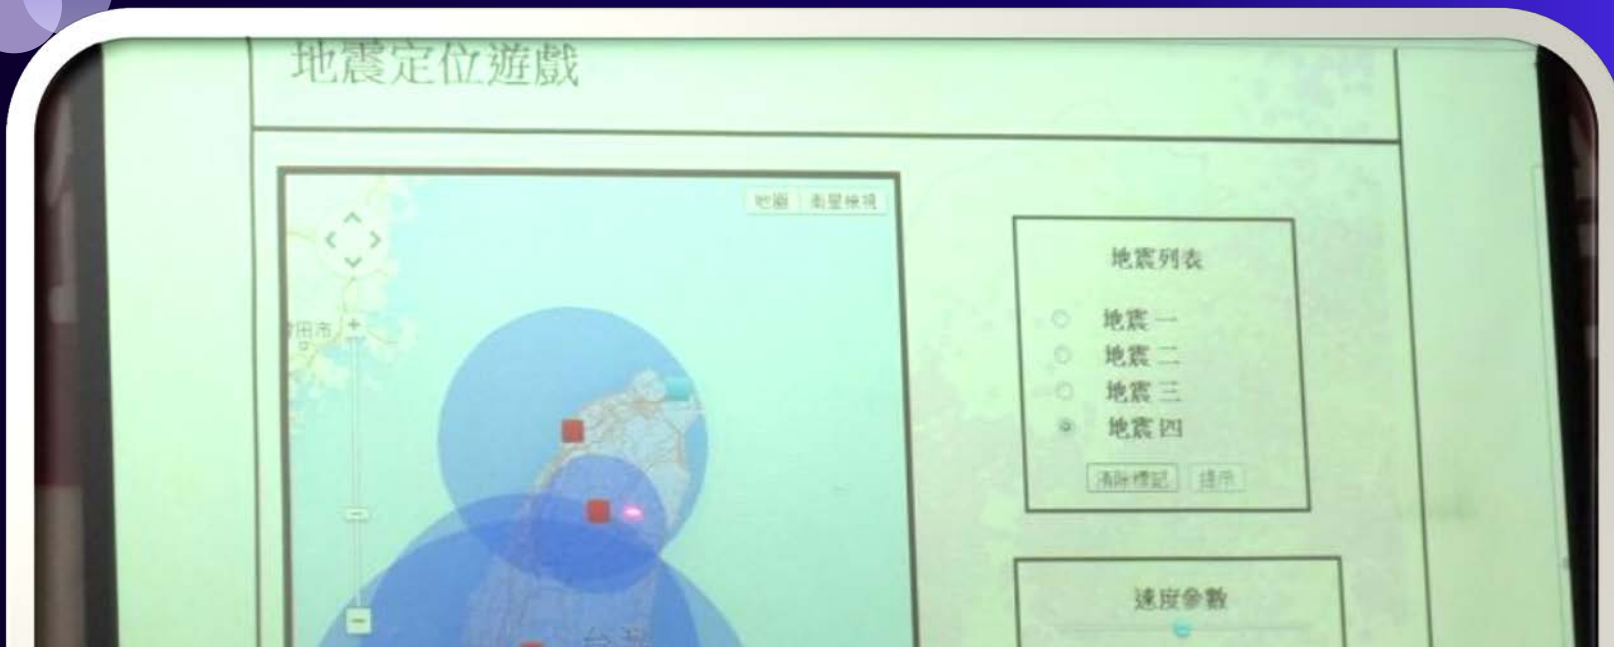 地震定位遊戲
地圖 衛星檢視
田市
地震列表
地震 一
地震 二
地震 三
地震 四
清除標記 提示
速度參數
台灣